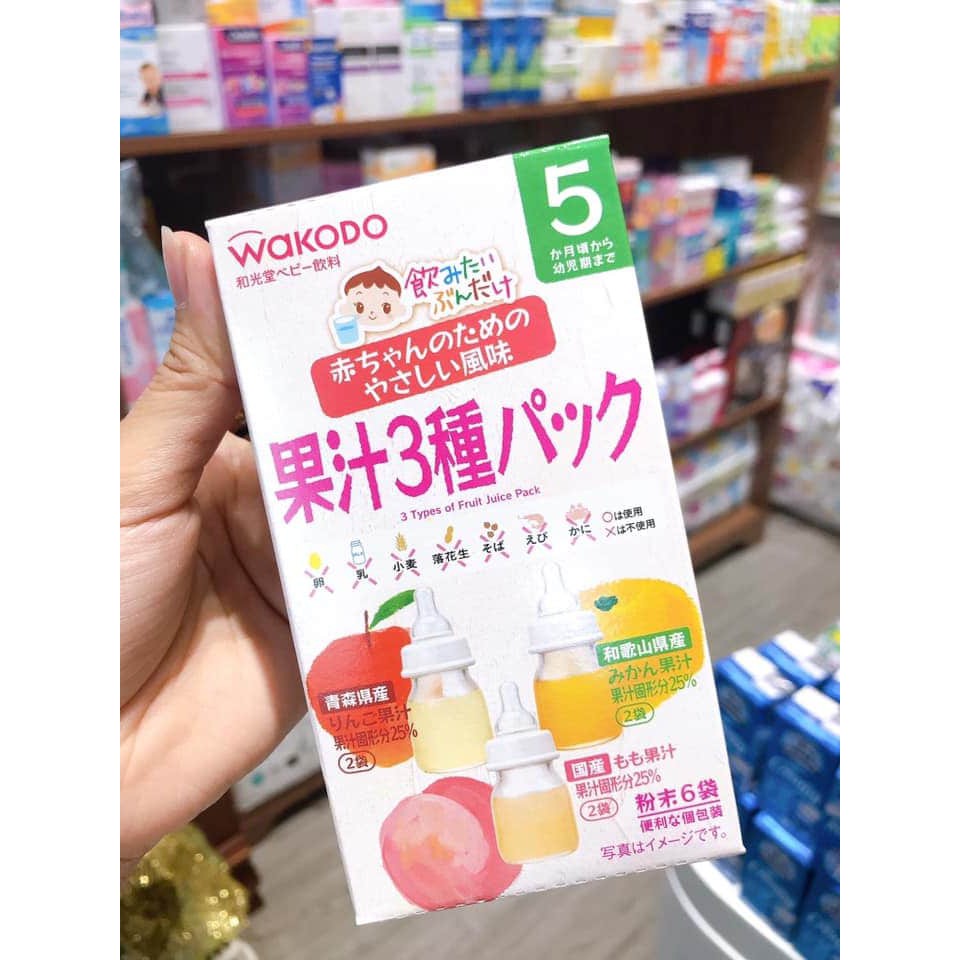 wakoDO
和光堂ベビー飲料
5
か月頃から
幼児期まで
飲みたい
ぶんだけ
赤ちゃんのための
やさしい風味
果汁3種パック
3 Types of Fruit Juice Pack
卵 乳 小麦 落花生 そば えび かに
○は使用
×は不使用
MILK
青森県産
りんご果汁
果汁固形分25%
2袋
和歌山県産
みかん果汁
果汁固形分25%
2袋
国産 もも果汁
果汁固形分25%
2袋
粉末6袋
便利な個包装
写真はイメージです。